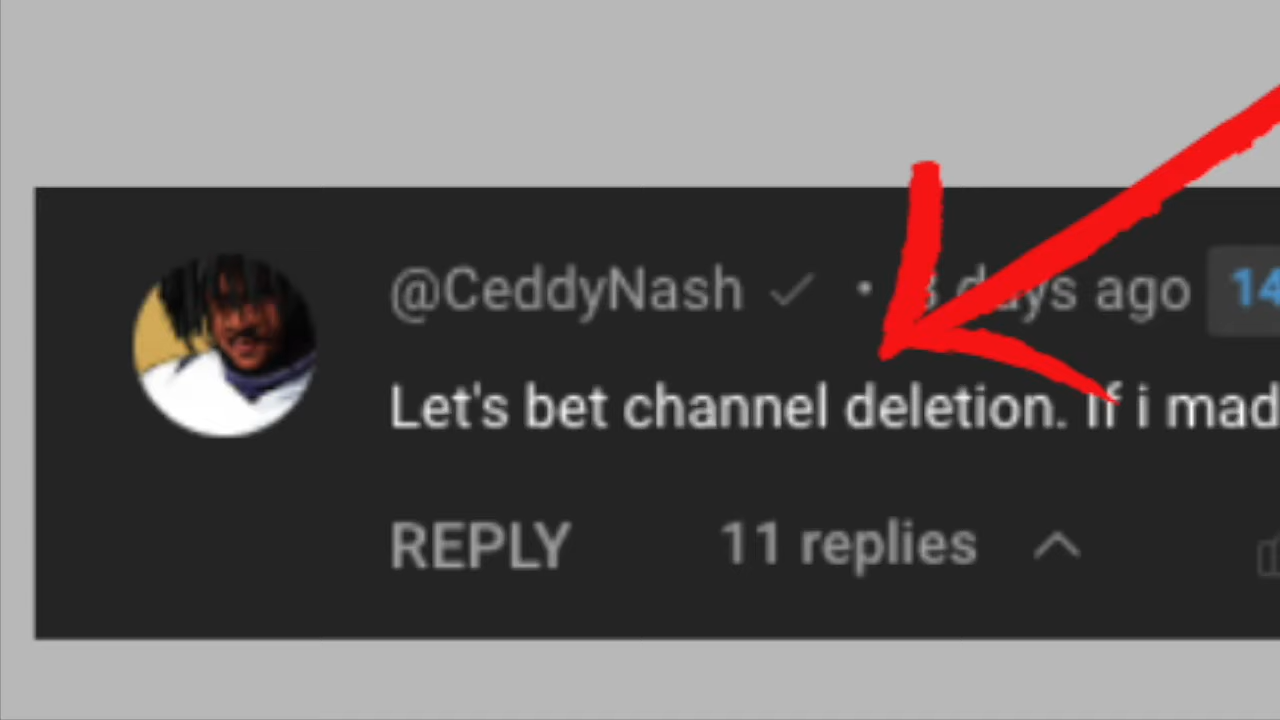 @CeddyNash ✓ • 3 days ago 14
Let's bet channel deletion. If i mad
REPLY 11 replies